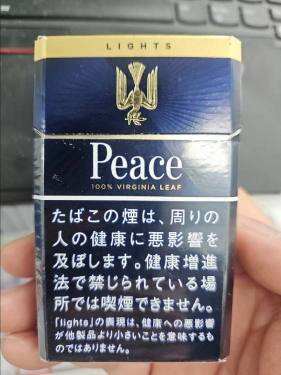 LIGHTS
Peace
100% VIRGINIA LEAF
たばこの煙は、周りの
人の健康に悪影響を
及ぼします。健康増進
法で禁じられている場
所では喫煙できません。
「lights」の表現は、健康への悪影響
が他製品より小さいことを意味するも
のではありません。